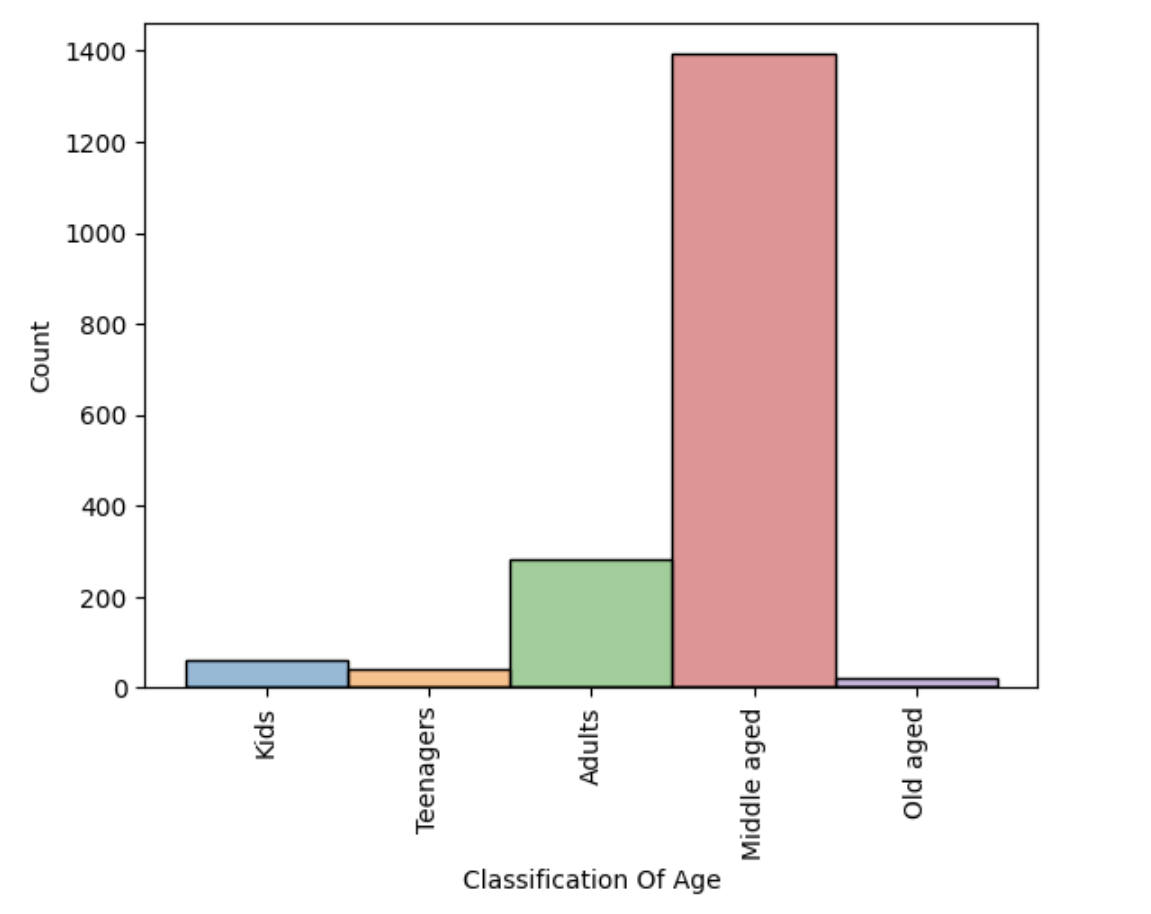 1400
1200
1000
800
600
400
200
0
Count
Kids
Teenagers
Adults
Middle aged
Old aged
Classification Of Age